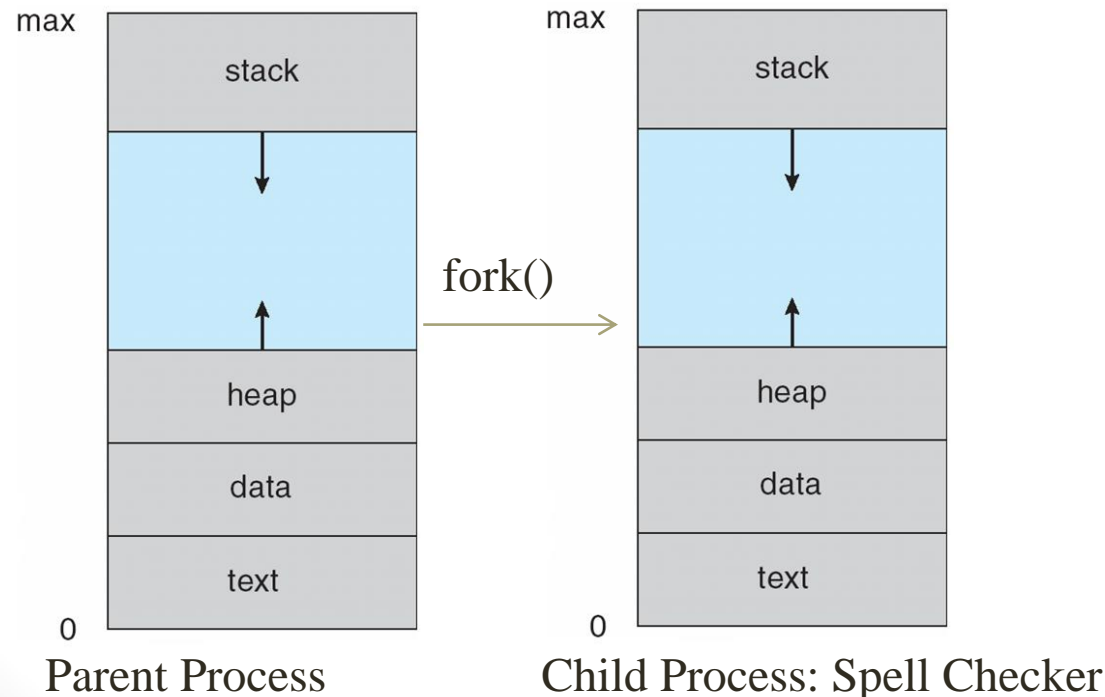 max
stack
heap
data
text
0
Parent Process
fork()
max
stack
heap
data
text
0
Child Process: Spell Checker